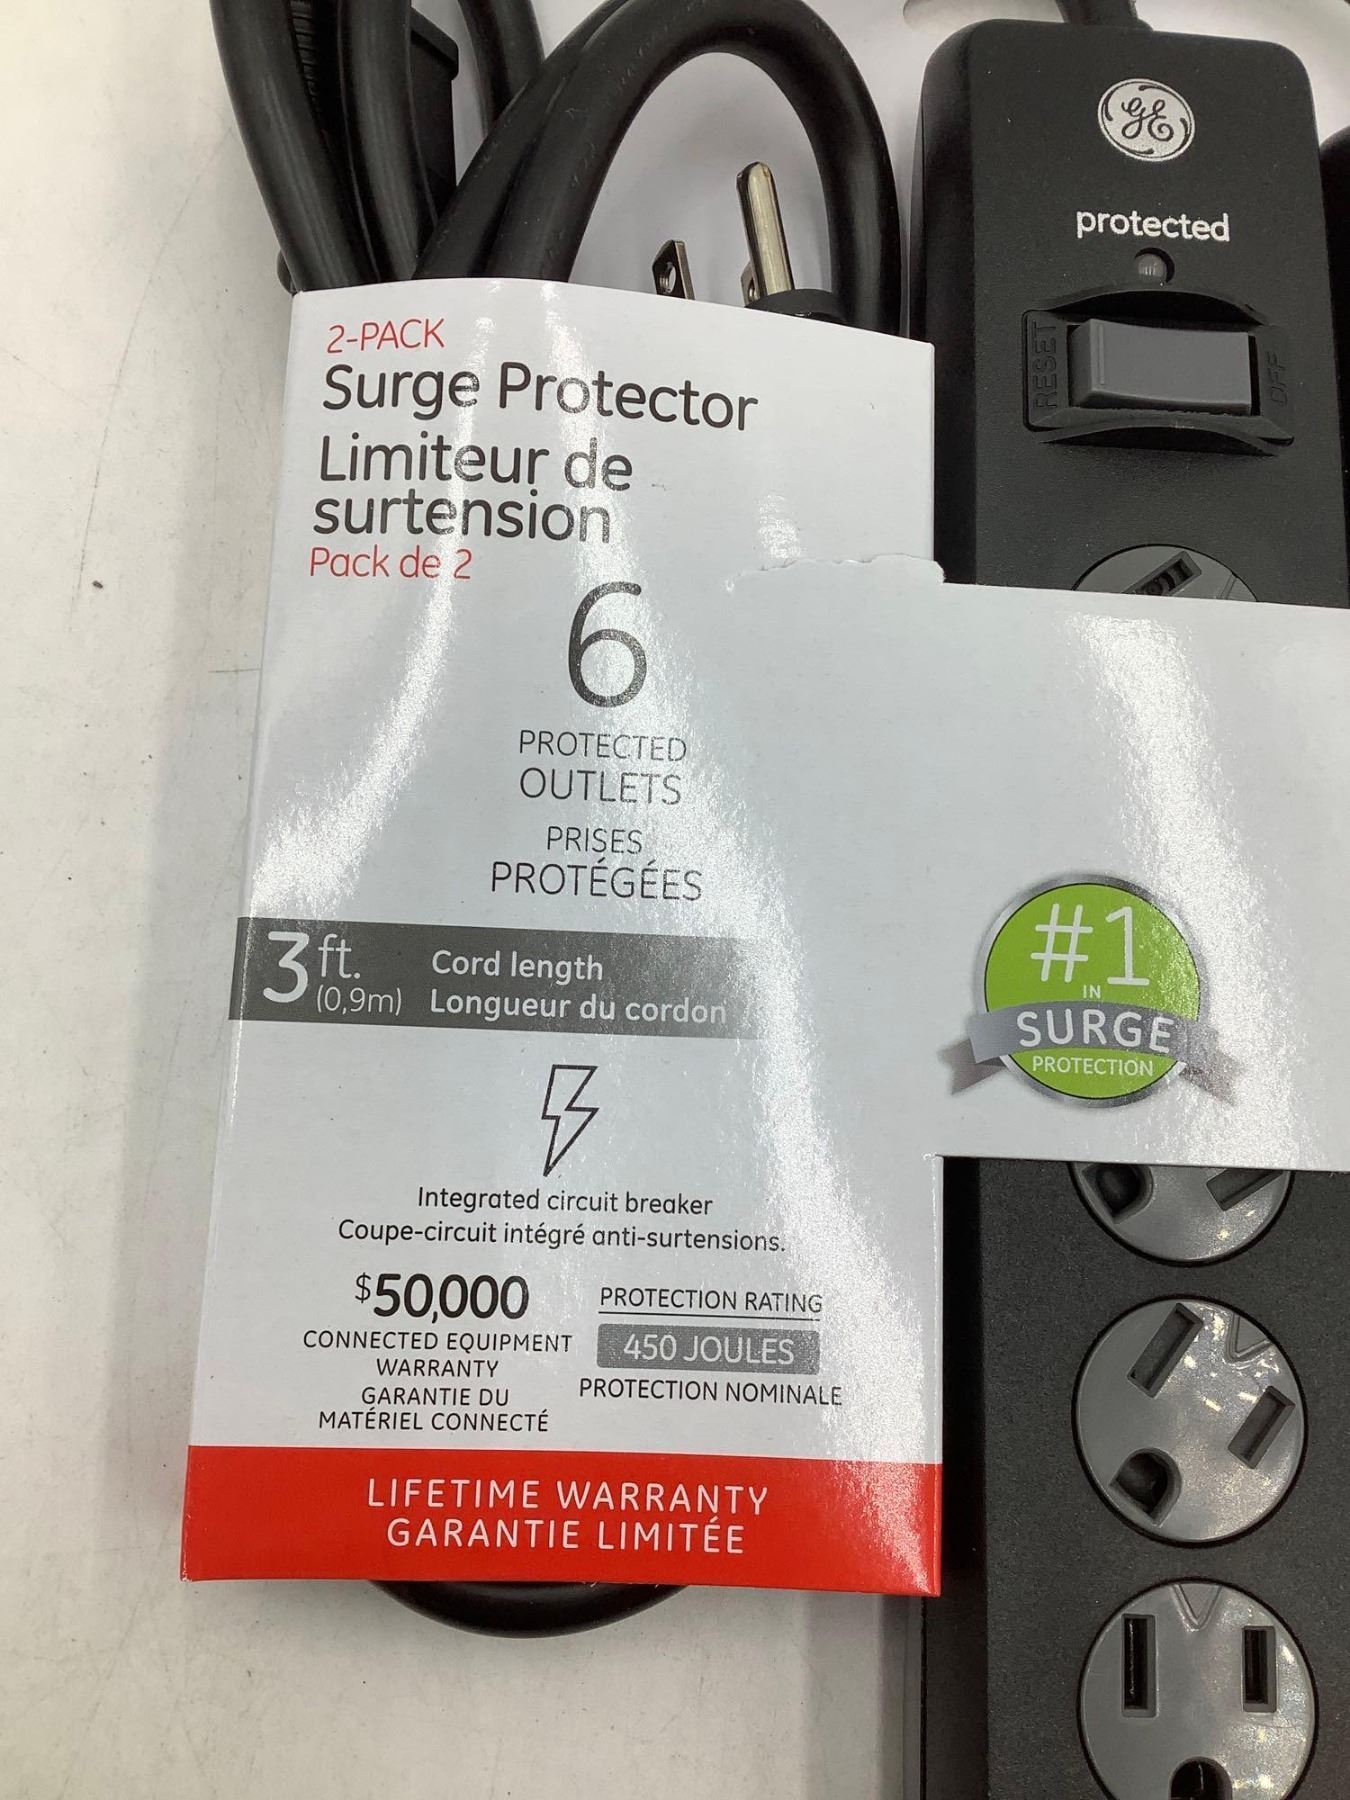 GE
protected
RESET
OFF
2-PACK
Surge Protector
Limiteur de
surtension
Pack de 2
6
PROTECTED
OUTLETS
PRISES
PROTÉGÉES
3 ft. (0,9m)
Cord length
Longueur du cordon
#1
IN
SURGE
PROTECTION
Integrated circuit breaker
Coupe-circuit intégré anti-surtensions.
$50,000
CONNECTED EQUIPMENT
WARRANTY
GARANTIE DU
MATÉRIEL CONNECTÉ
PROTECTION RATING
450 JOULES
PROTECTION NOMINALE
LIFETIME WARRANTY
GARANTIE LIMITÉE